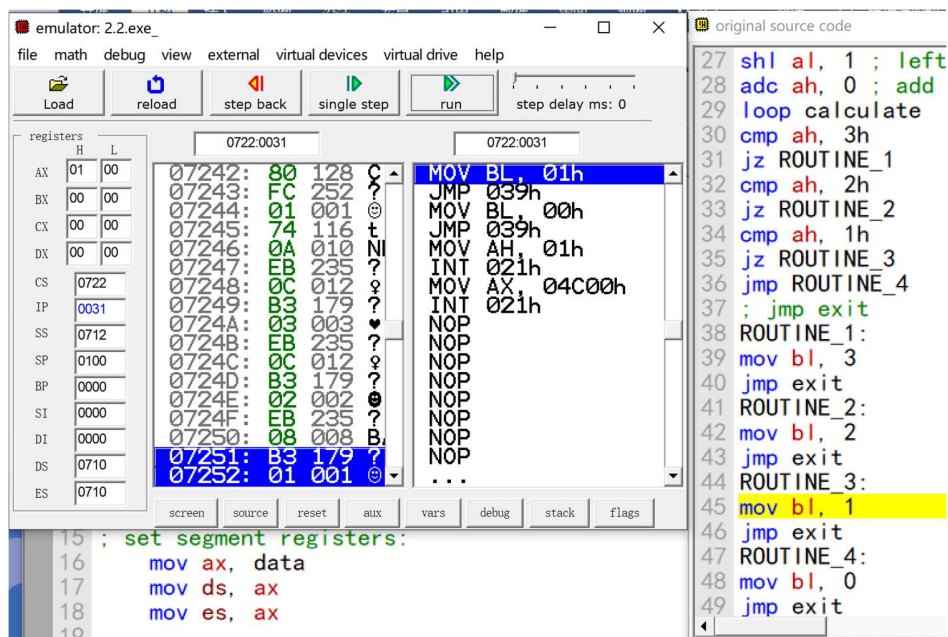 emulator: 2.2.exe_
file math debug view external virtual devices virtual drive help
Load reload step back single step run step delay ms: 0
registers
H L
AX 01 00
BX 00 00
CX 00 00
DX 00 00
CS 0722
IP 0031
SS 0712
SP 0100
BP 0000
SI 0000
DI 0000
DS 0710
ES 0710
0722:0031
07242: 80 128 Ç
07243: FC 252 ?
07244: 01 001 ☺
07245: 74 116 t
07246: 0A 010
07247: EB 235 ?
07248: 0C 012 ♀
07249: B3 179 ?
0724A: 03 003 ♥
0724B: EB 235 ?
0724C: 0C 012 ♀
0724D: B3 179 ?
0724E: 02 002 ☻
0724F: EB 235 ?
07250: 08 008
07251: B3 179 ?
07252: 01 001 ☺
0722:0031
MOV BL, 01h
JMP 039h
MOV BL, 00h
JMP 039h
MOV AH, 01h
INT 021h
MOV AX, 04C00h
INT 021h
NOP
NOP
NOP
NOP
NOP
NOP
NOP
NOP
...
screen source reset aux vars debug stack flags
15 ; set segment registers:
16 mov ax, data
17 mov ds, ax
18 mov es, ax
original source code
27 shl al, 1 ; left
28 adc ah, 0 ; add
29 loop calculate
30 cmp ah, 3h
31 jz ROUTINE_1
32 cmp ah, 2h
33 jz ROUTINE_2
34 cmp ah, 1h
35 jz ROUTINE_3
36 jmp ROUTINE_4
37 ; jmp exit
38 ROUTINE_1:
39 mov bl, 3
40 jmp exit
41 ROUTINE_2:
42 mov bl, 2
43 jmp exit
44 ROUTINE_3:
45 mov bl, 1
46 jmp exit
47 ROUTINE_4:
48 mov bl, 0
49 jmp exit